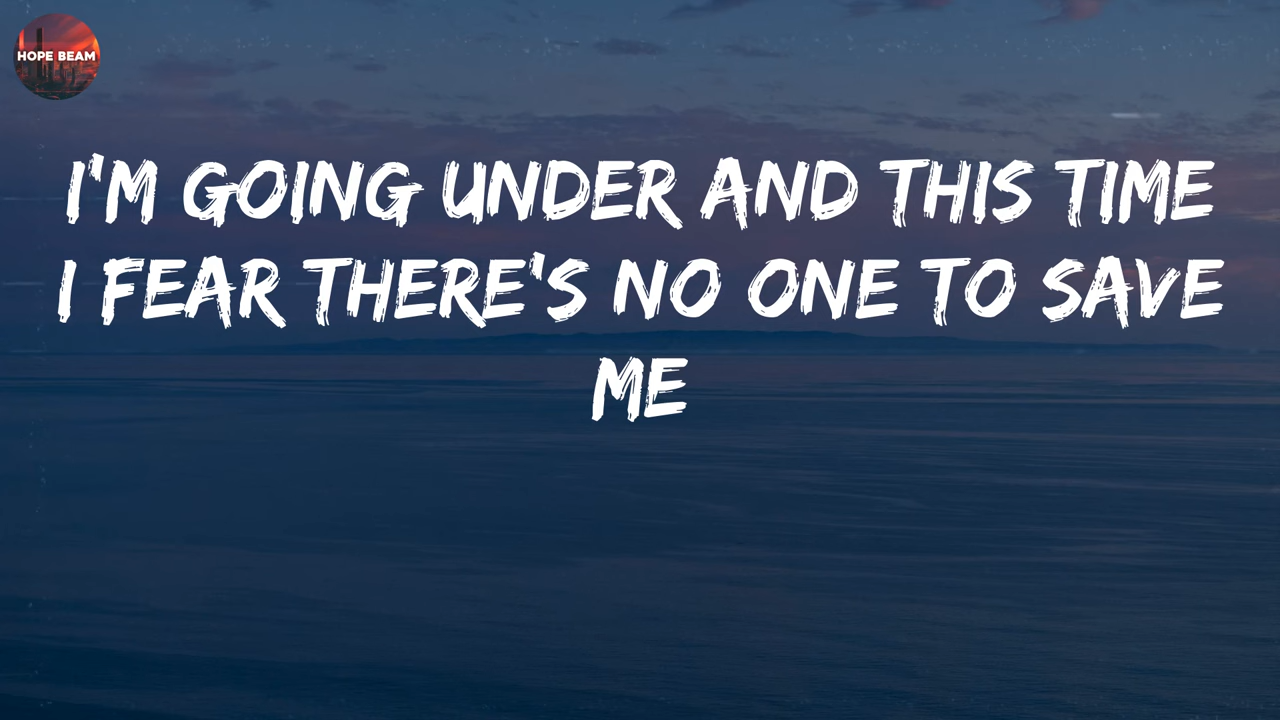 HOPE BEAM
I'M GOING UNDER AND THIS TIME
I FEAR THERE'S NO ONE TO SAVE
ME